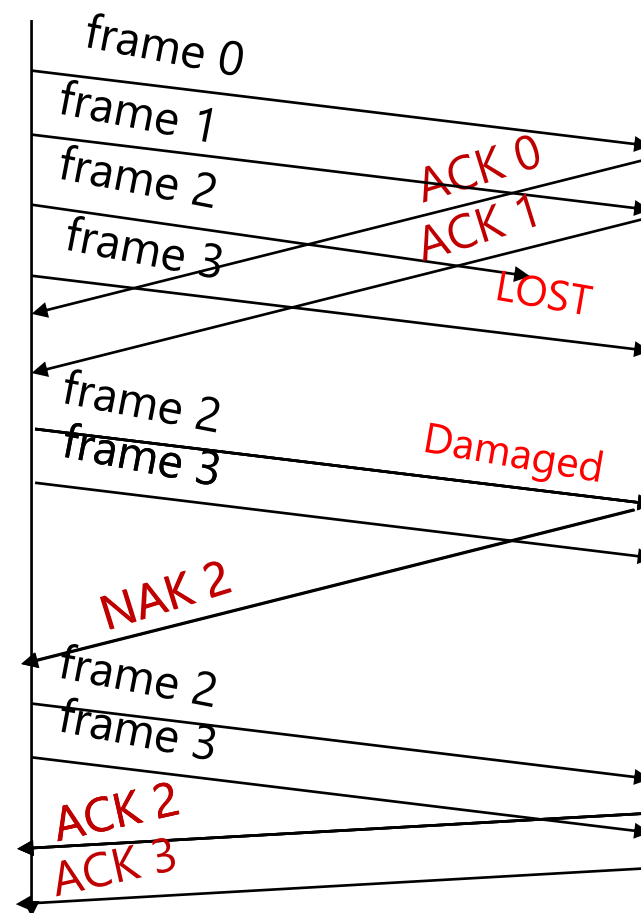 frame 0
frame 1
ACK 0
frame 2
ACK 1
frame 3
LOST
frame 2
Damaged
frame 3
NAK 2
frame 2
frame 3
ACK 2
ACK 3